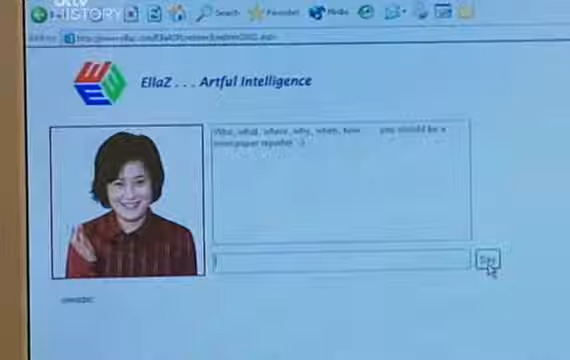 HISTORY
Search
Favorites
Media
EllaZ . . . Artful Intelligence
Who, what, where, why, when, how you should be a
newspaper reporter :-)
Say